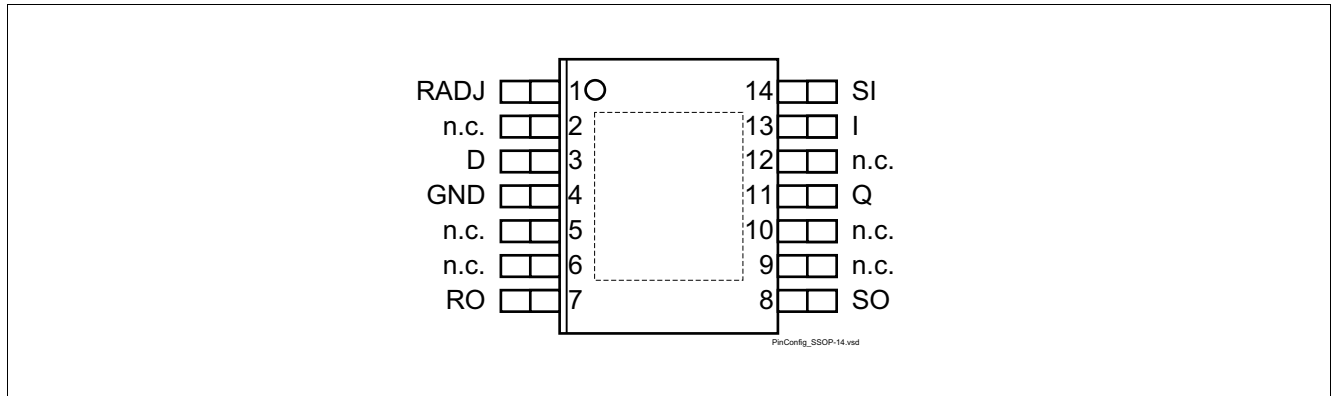 RADJ 1 14 SI
n.c. 2 13 I
D 3 12 n.c.
GND 4 11 Q
n.c. 5 10 n.c.
n.c. 6 9 n.c.
RO 7 8 SO
PinConfig_SSOP-14.vsd